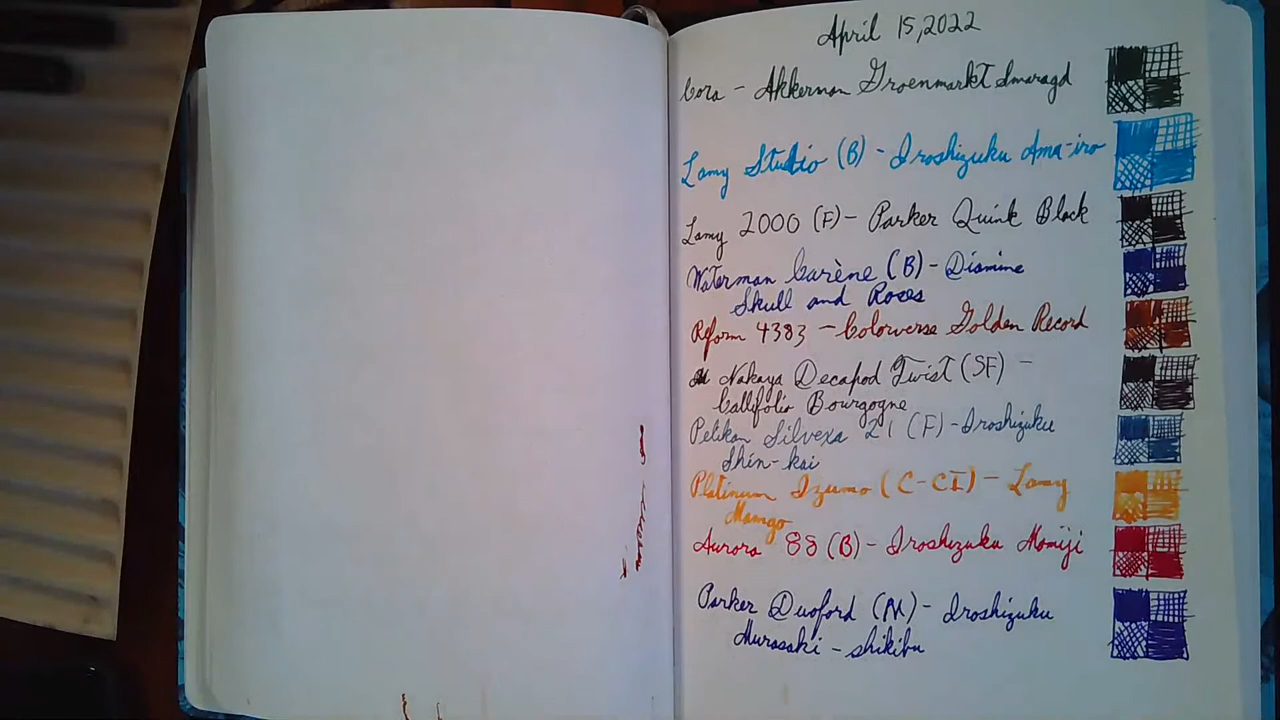 April 15, 2022
Cora - Akkerman Groenmarkt Smaragd
Lamy Studio (B) - Iroshizuku Ama-iro
Lamy 2000 (F) - Parker Quink Black
Waterman Carène (B) - Diamine
Skull and Roses
Reform 4383 - Colorverse Golden Record
Nakaya Decapod Twist (SF) -
Callifolio Bourgogne
Pelikan Silvexa 21 (F) - Iroshizuku
Shin-kai
Platinum Izumo (C-CI) - Lamy
Mango
Aurora 88 (B) - Iroshizuku Momiji
Parker Duofold (M) - Iroshizuku
Murasaki-shikibu